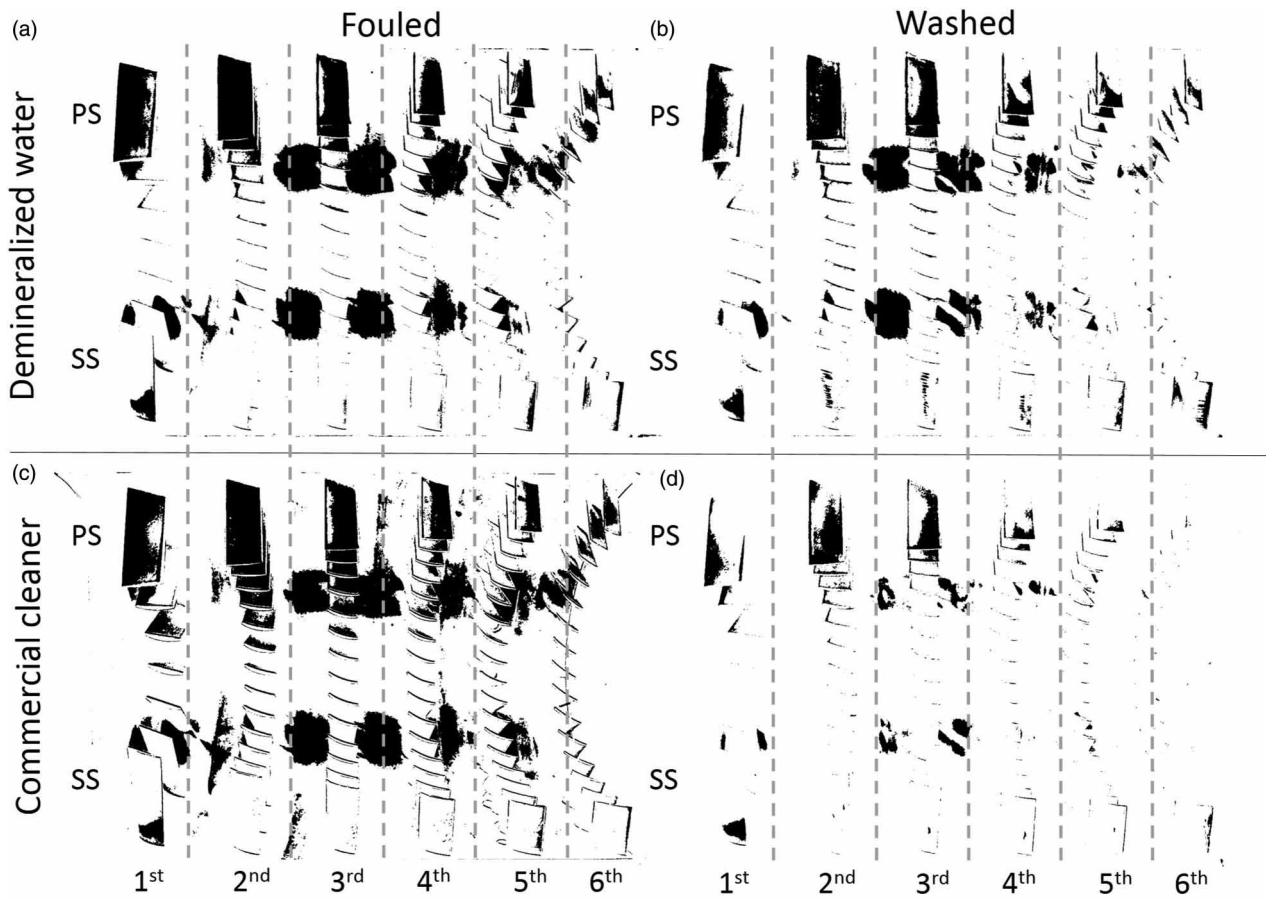 (a) Fouled (b) Washed
Demineralized water
PS PS
SS SS
(c) (d)
Commercial cleaner
PS PS
SS SS
1st 2nd 3rd 4th 5th 6th 1st 2nd 3rd 4th 5th 6th